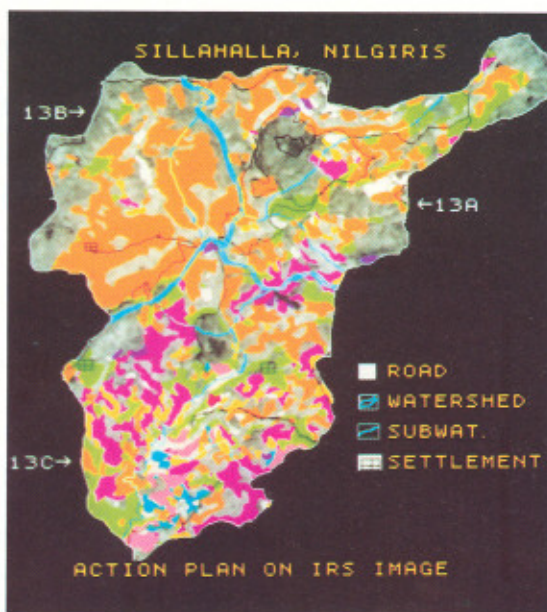 SILLAHALLA, NILGIRIS
13B→
←13A
ROAD
WATERSHED
SUBWAT.
SETTLEMENT
13C→
ACTION PLAN ON IRS IMAGE